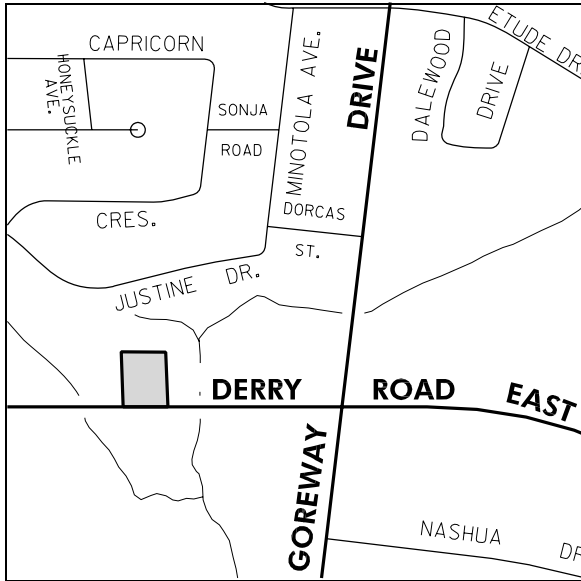 ETUDE DR
CAPRICORN
HONEYSUCKLE
AVE.
MINOTOLA AVE.
DRIVE
DALEWOOD
DRIVE
SONJA
ROAD
DORCAS
ST.
CRES.
JUSTINE DR.
DERRY ROAD EAST
GOREWAY
NASHUA DR